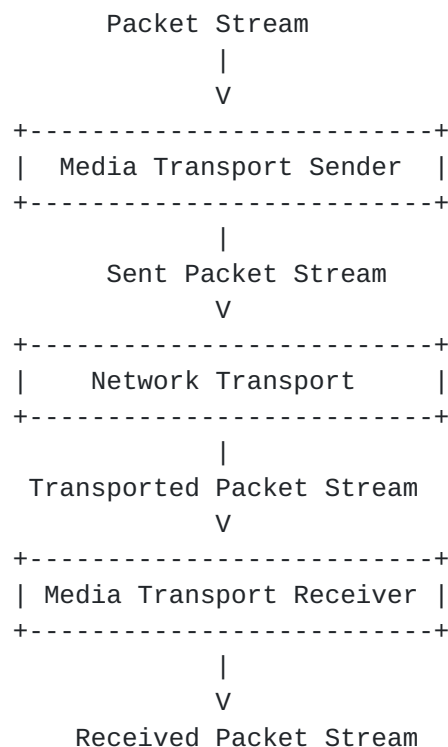 Packet Stream
|
V
+--------------------------+
|  Media Transport Sender  |
+--------------------------+
|
Sent Packet Stream
V
+--------------------------+
|    Network Transport     |
+--------------------------+
|
Transported Packet Stream
V
+--------------------------+
| Media Transport Receiver |
+--------------------------+
|
V
Received Packet Stream